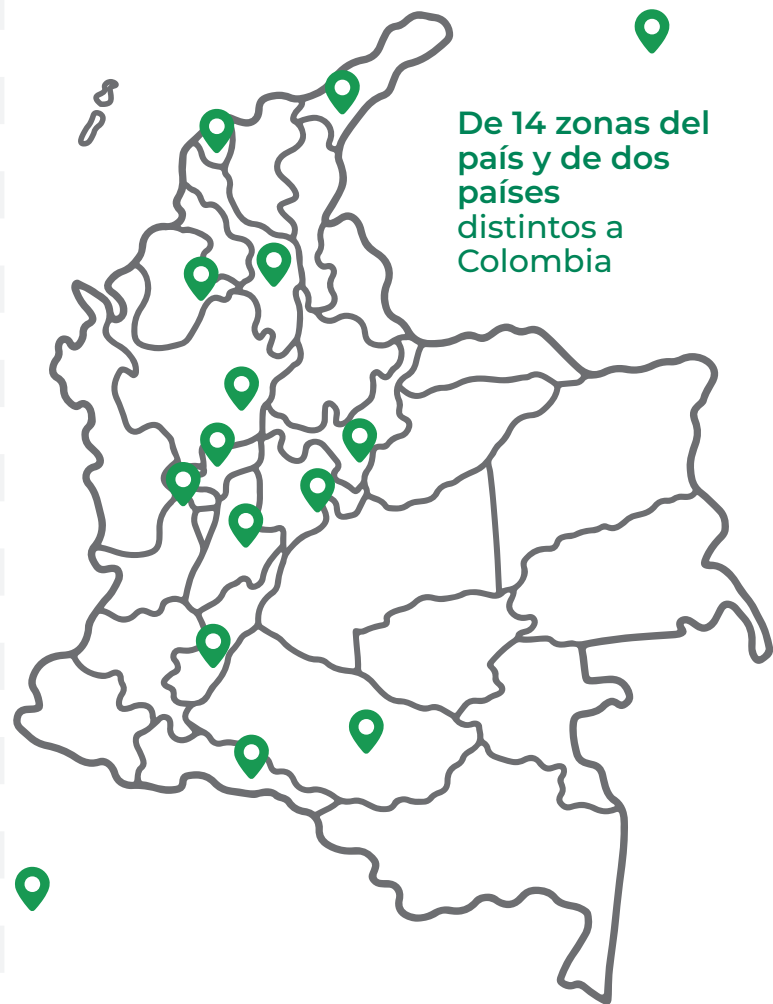 De 14 zonas del
país y de dos
países
distintos a
Colombia